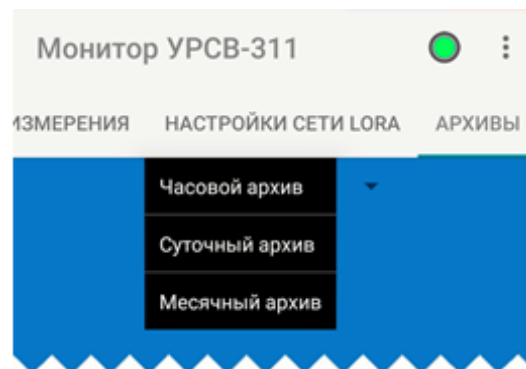 Монитор УРСВ-311
ИЗМЕРЕНИЯ НАСТРОЙКИ СЕТИ LORA АРХИВЫ
Часовой архив
Суточный архив
Месячный архив